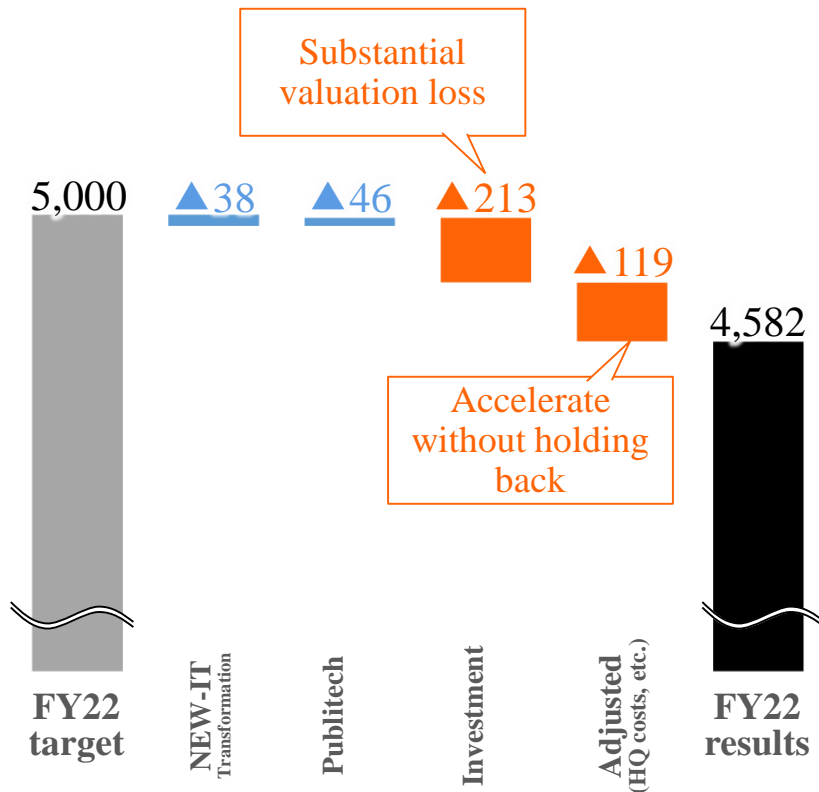 Substantial
valuation loss
5,000
▲38
▲46
▲213
▲119
4,582
Accelerate
without holding
back
FY22
target
NEW-IT
Transformation
Publitech
Investment
Adjusted
(HQ costs, etc.)
FY22
results